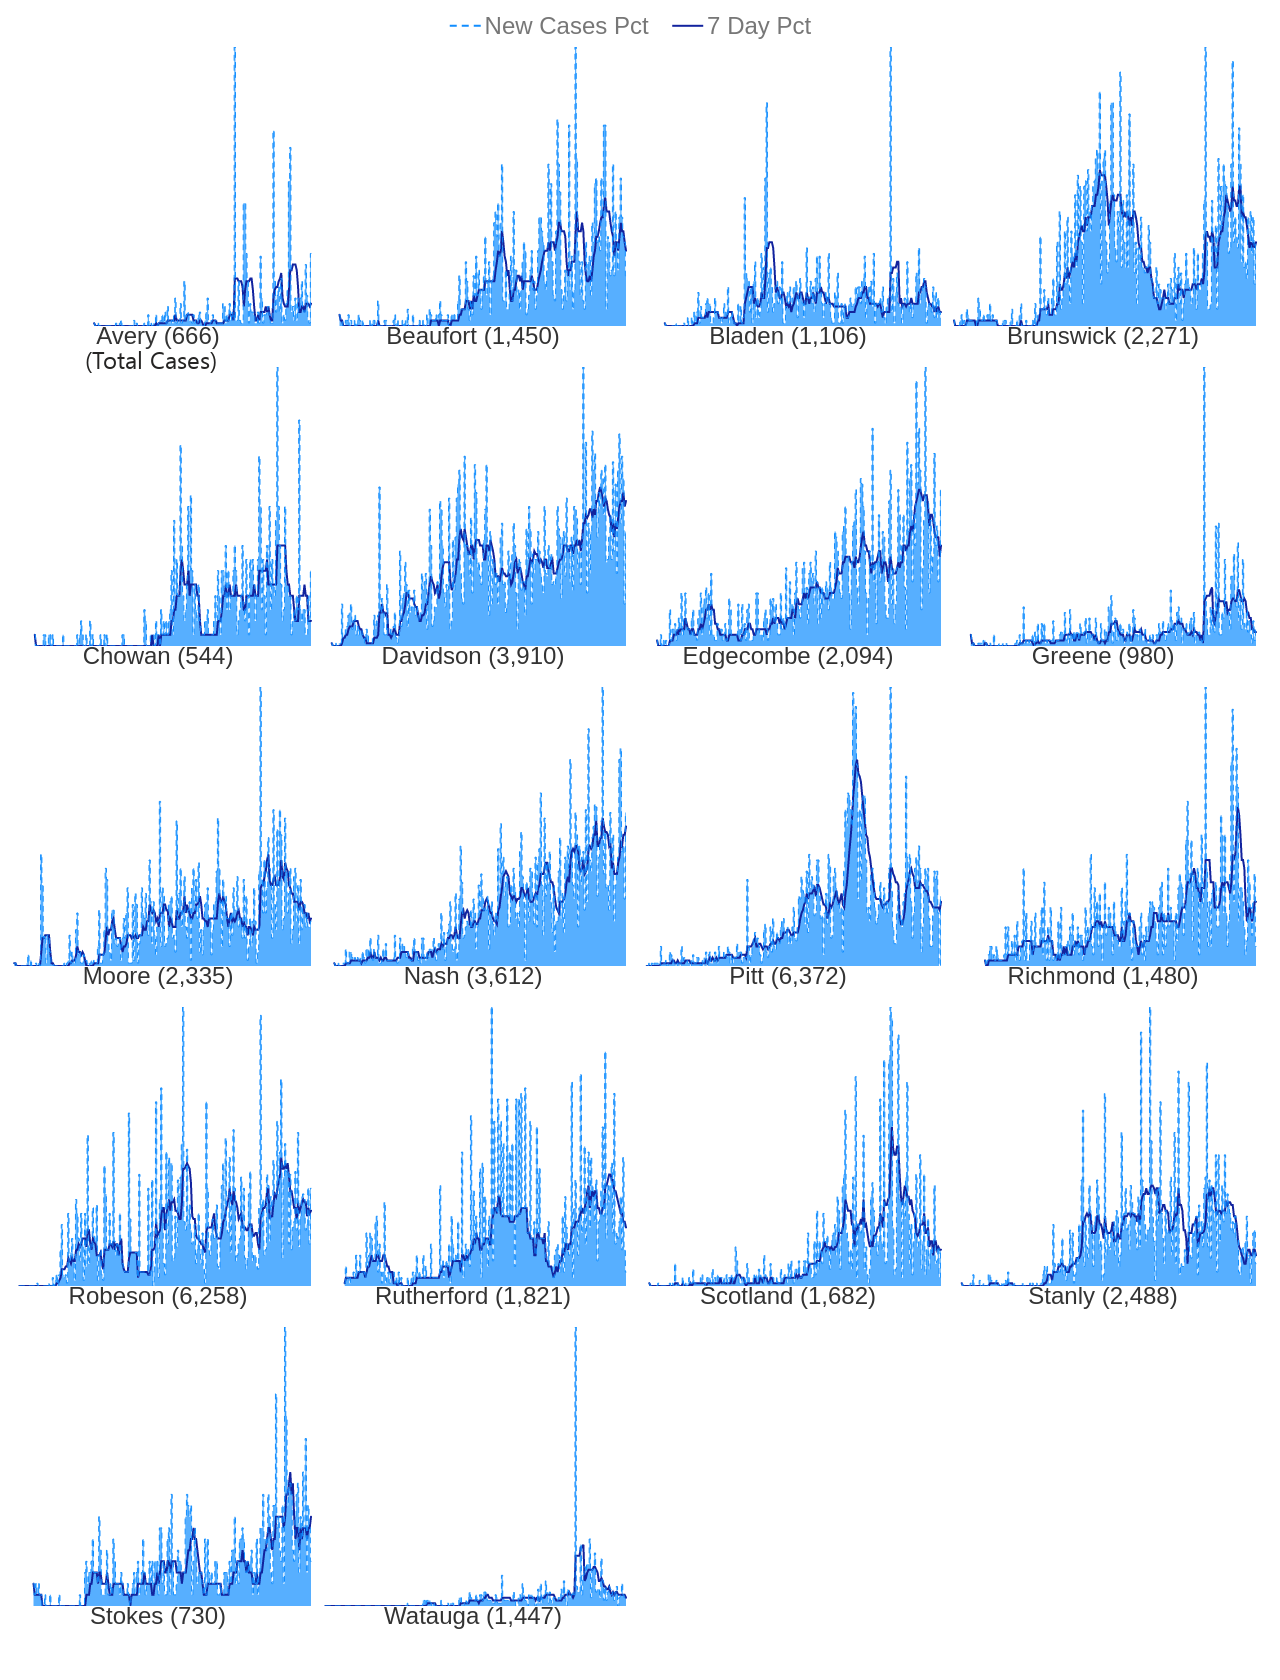 New Cases Pct 7 Day Pct
Avery (666) Beaufort (1,450) Bladen (1,106) Brunswick (2,271)
(Total Cases)
Chowan (544) Davidson (3,910) Edgecombe (2,094) Greene (980)
Moore (2,335) Nash (3,612) Pitt (6,372) Richmond (1,480)
Robeson (6,258) Rutherford (1,821) Scotland (1,682) Stanly (2,488)
Stokes (730) Watauga (1,447)